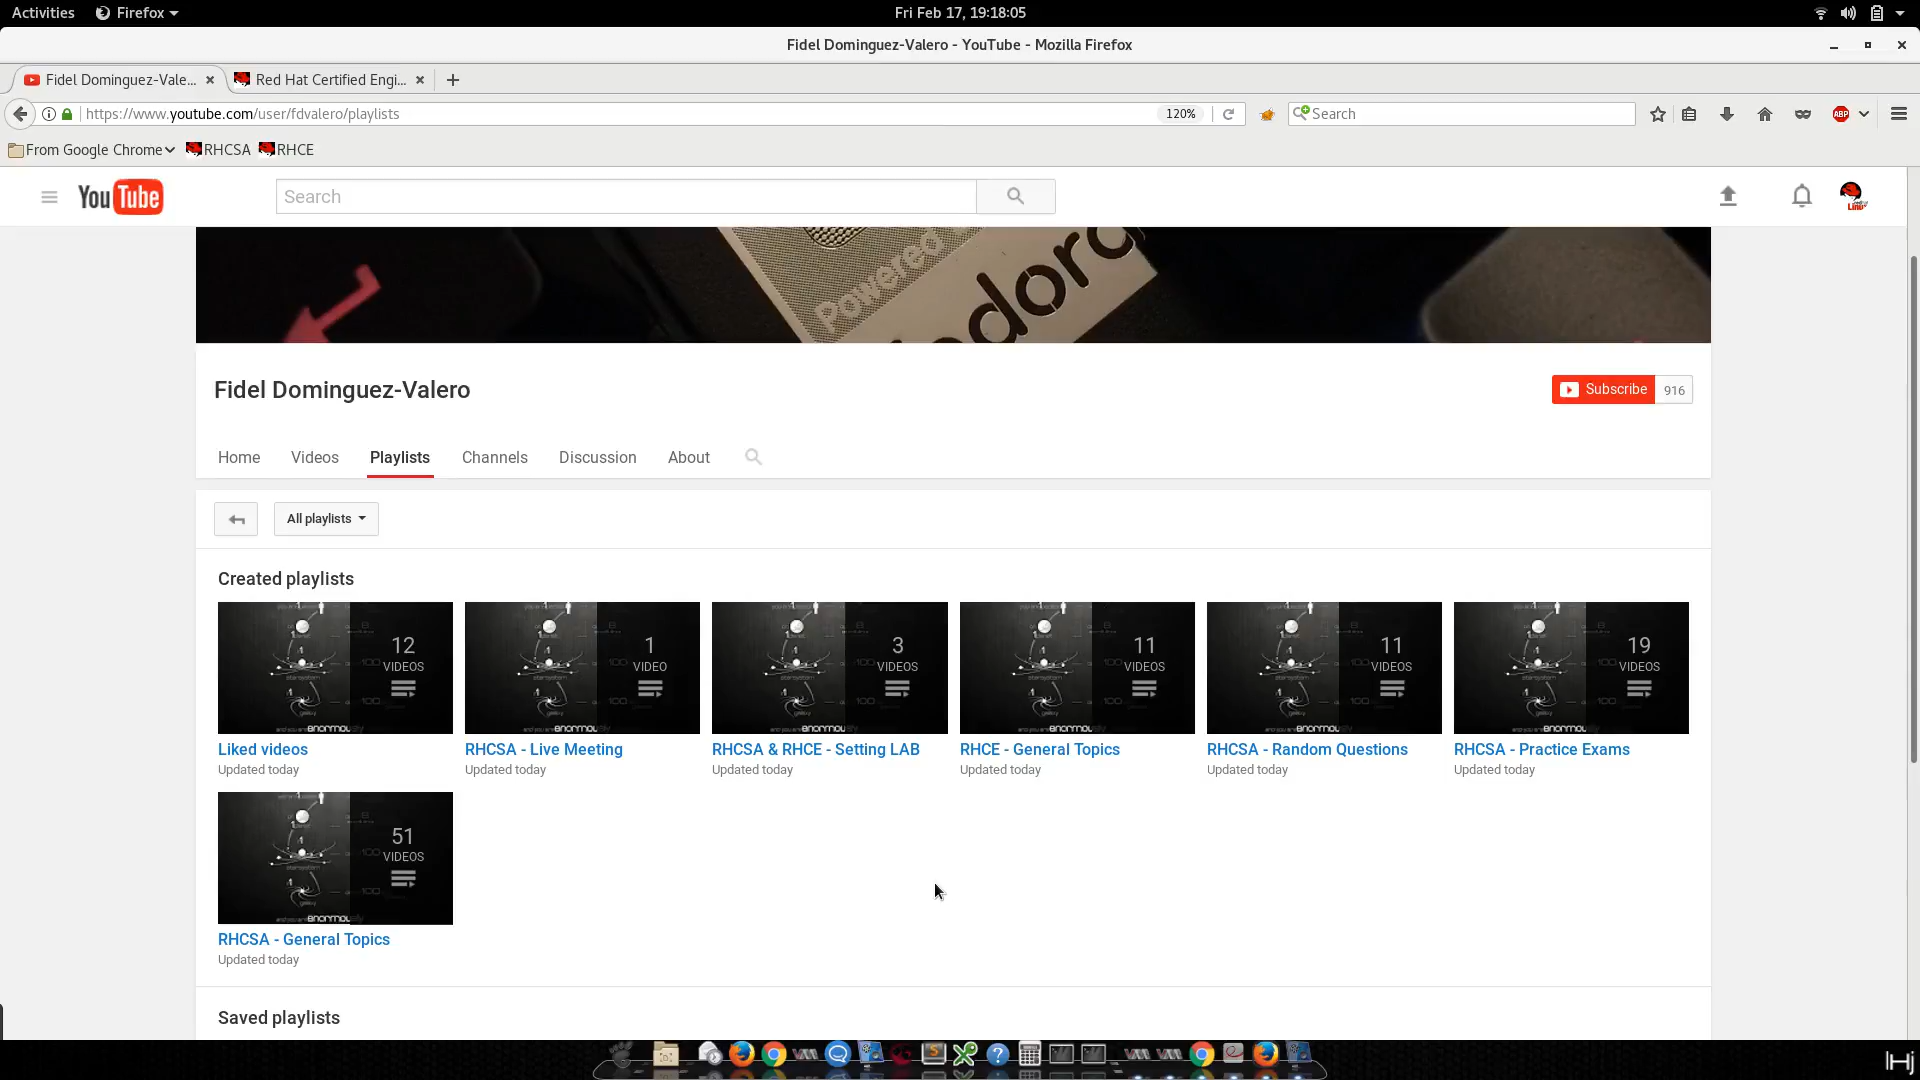 Activities Firefox Fri Feb 17, 19:18:05
Fidel Dominguez-Valero - YouTube - Mozilla Firefox
Fidel Dominguez-Vale... Red Hat Certified Engi...
https://www.youtube.com/user/fdvalero/playlists 120% Search ABP
From Google Chrome RHCSA RHCE
YouTube Search
Powered
Fidel Dominguez-Valero Subscribe 916
Home Videos Playlists Channels Discussion About
All playlists
Created playlists
12 VIDEOS
1 VIDEO
3 VIDEOS
11 VIDEOS
11 VIDEOS
19 VIDEOS
Liked videos
Updated today
RHCSA - Live Meeting
Updated today
RHCSA & RHCE - Setting LAB
Updated today
RHCE - General Topics
Updated today
RHCSA - Random Questions
Updated today
RHCSA - Practice Exams
Updated today
51 VIDEOS
RHCSA - General Topics
Updated today
Saved playlists